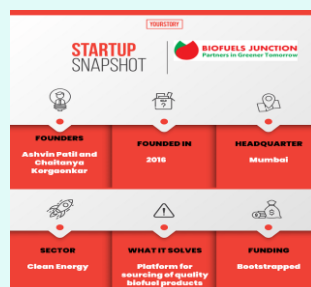 YOURSTORY
STARTUP
SNAPSHOT
BIOFUELS JUNCTION
Partners in Greener Tomorrow
FOUNDERS
Ashvin Patil and
Chaitanya
Korgaonkar
FOUNDED IN
2016
HEADQUARTER
Mumbai
SECTOR
Clean Energy
WHAT IT SOLVES
Platform for
sourcing of quality
biofuel products
FUNDING
Bootstrapped